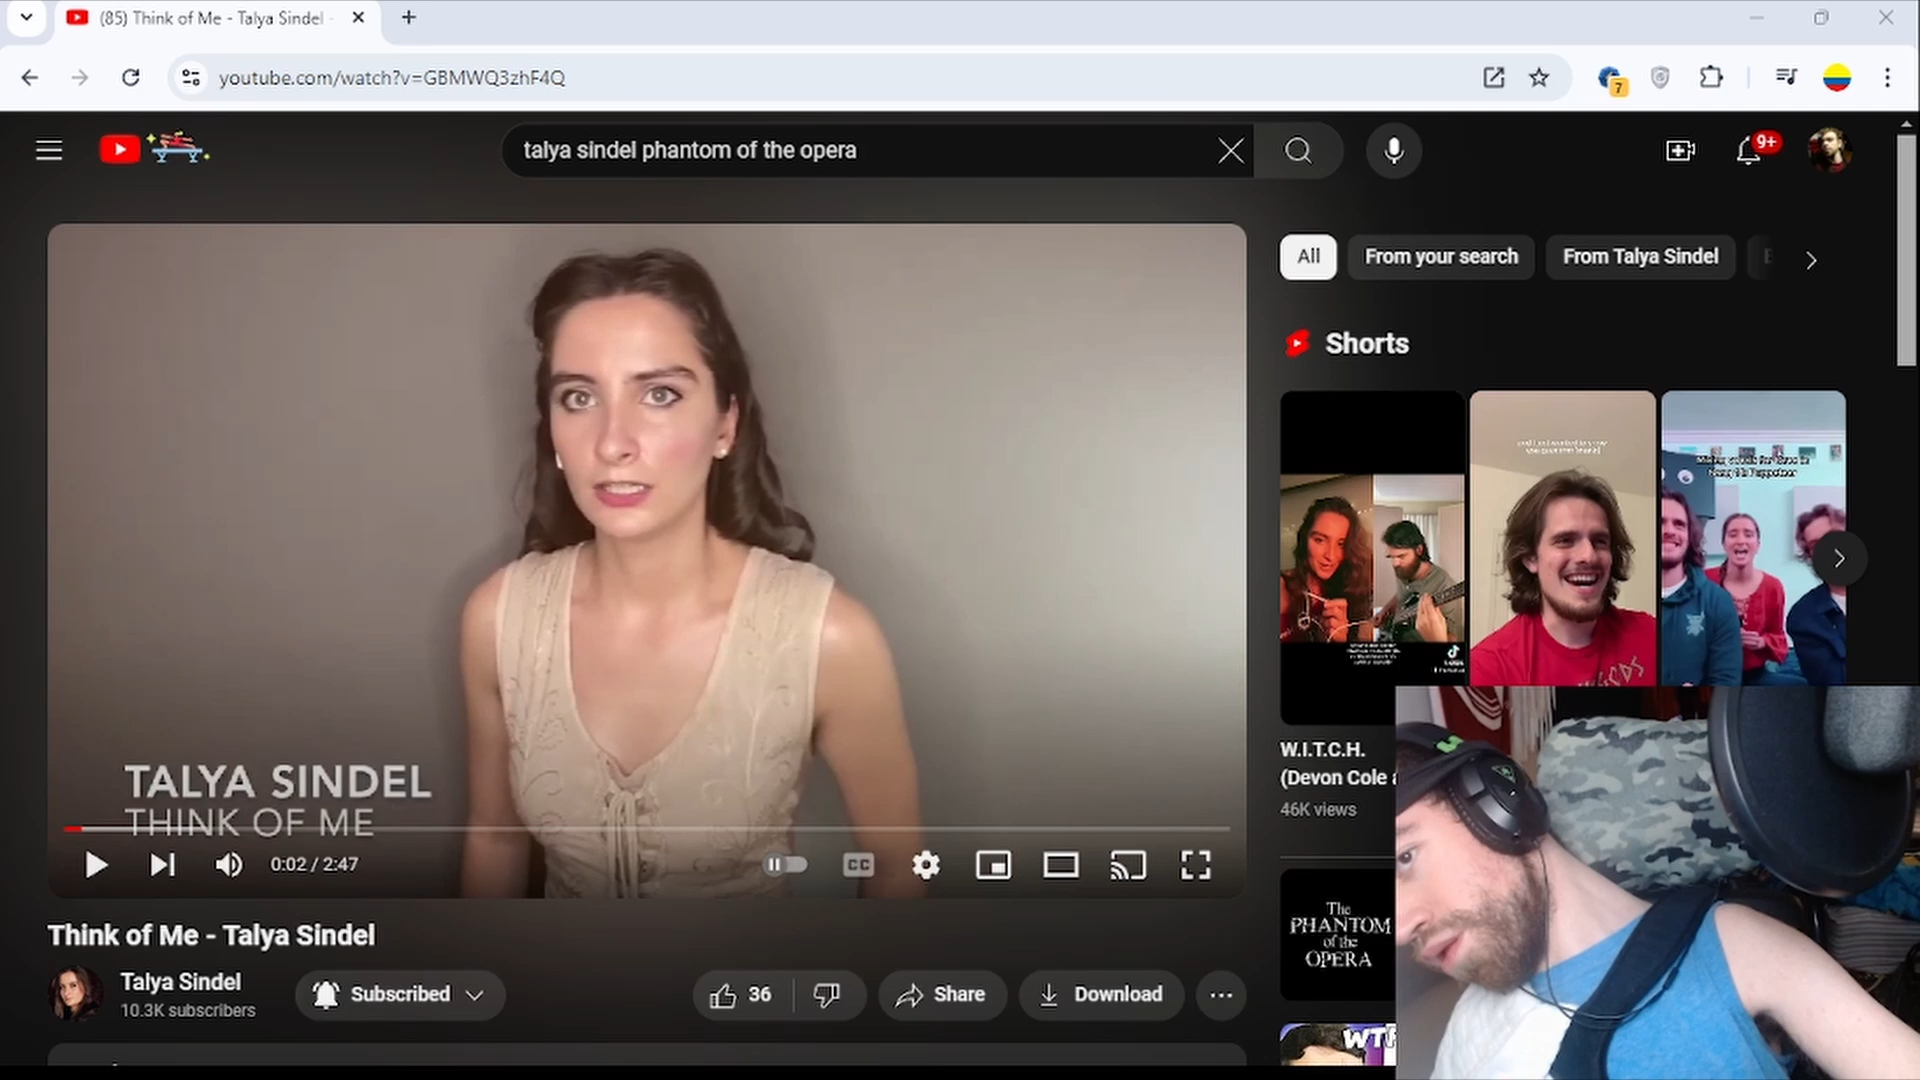 (85) Think of Me - Talya Sindel
youtube.com/watch?v=GBMWQ3zhF4Q
7
talya sindel phantom of the opera
9+
All
From your search
From Talya Sindel
Shorts
TALYA SINDEL
THINK OF ME
0:02 / 2:47
CC
W.I.T.C.H.
(Devon Cole
46K views
The
PHANTOM
of the
OPERA
Think of Me - Talya Sindel
Talya Sindel
10.3K subscribers
Subscribed
36
Share
Download
WTF